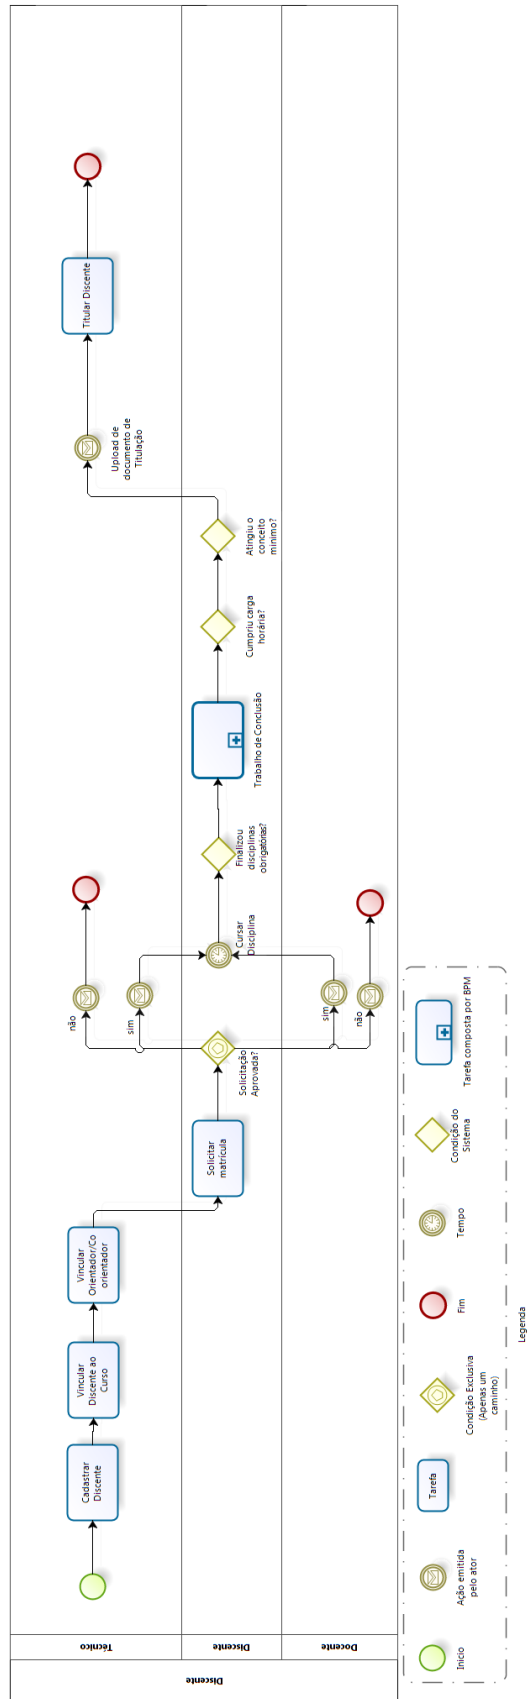 Discente
Técnico
Discente
Docente
Cadastrar
Discente
Vincular
Discente ao
Curso
Vincular
Orientador/Co
orientador
Solicitar
matrícula
Solicitação
Aprovada?
não
sim
sim
não
Cursar
Disciplina
Finalizou
disciplinas
obrigatórias?
Trabalho de Conclusão
Cumpriu carga
horária?
Atingiu o
conceito
mínimo?
Upload de
documento de
Titulação
Titular Discente
Inicio
Ação emitida
pelo ator
Tarefa
Condição Exclusiva
(Apenas um
caminho)
Fim
Tempo
Condição do
Sistema
Tarefa composta por BPM
Legenda